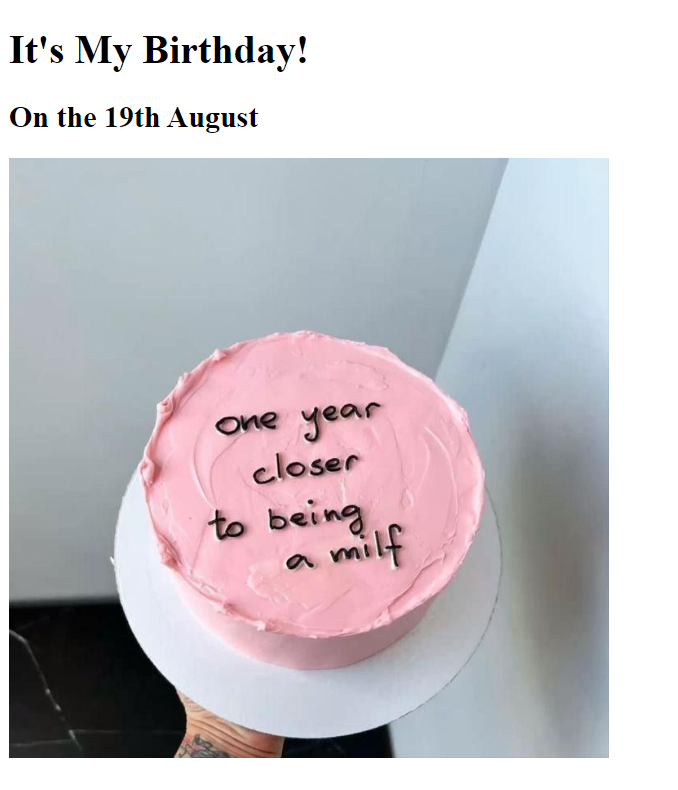 It's My Birthday!
On the 19th August
one year
closer
to being
a milf